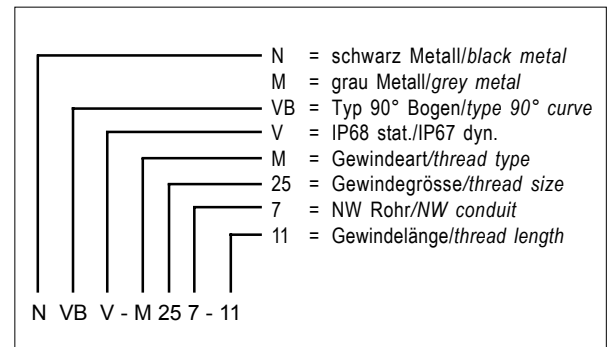 N = schwarz Metall/black metal
M = grau Metall/grey metal
VB = Typ 90° Bogen/type 90° curve
V = IP68 stat./IP67 dyn.
M = Gewindeart/thread type
25 = Gewindegrösse/thread size
7 = NW Rohr/NW conduit
11 = Gewindelänge/thread length
N VB V - M 25 7 - 11